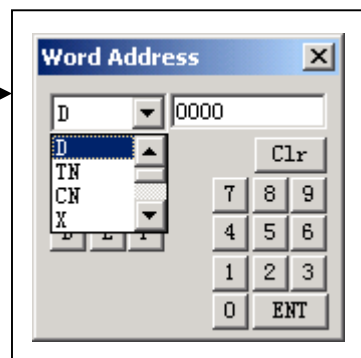 Word Address
D 0000
D
TN Clr
CN 7 8 9
X
4 5 6
1 2 3
0 ENT